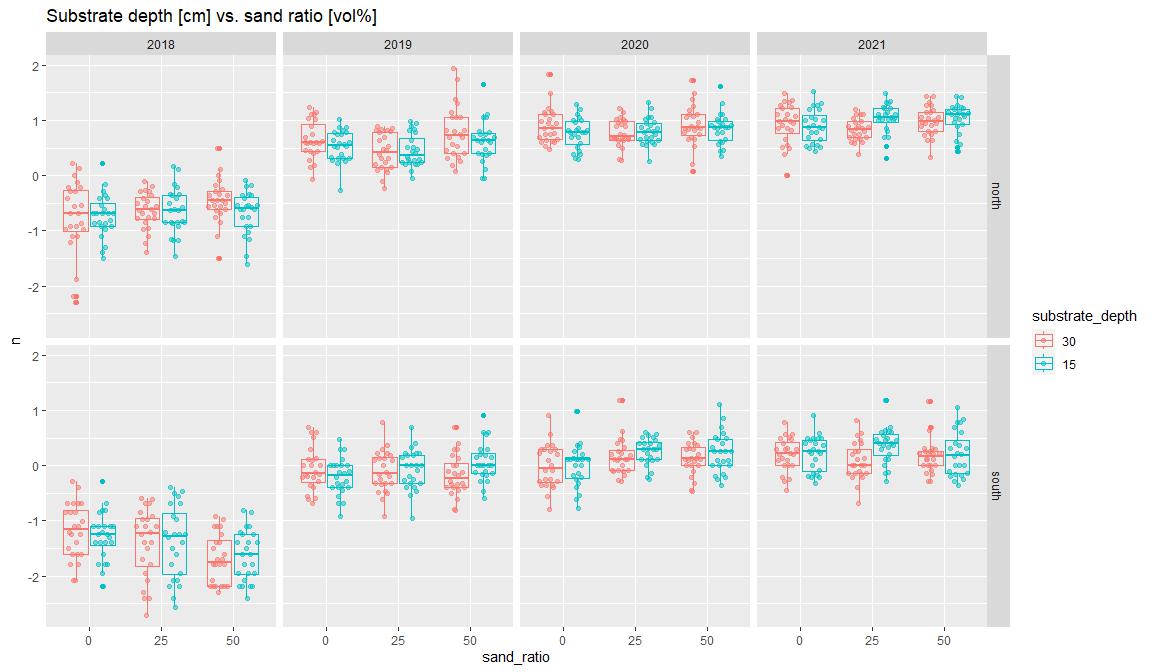 Substrate depth [cm] vs. sand ratio [vol%]
2018 2019 2020 2021
2
1
0
-1
-2
north
n
2
1
0
-1
-2
south
0 25 50 0 25 50 0 25 50 0 25 50
sand_ratio
substrate_depth
30
15